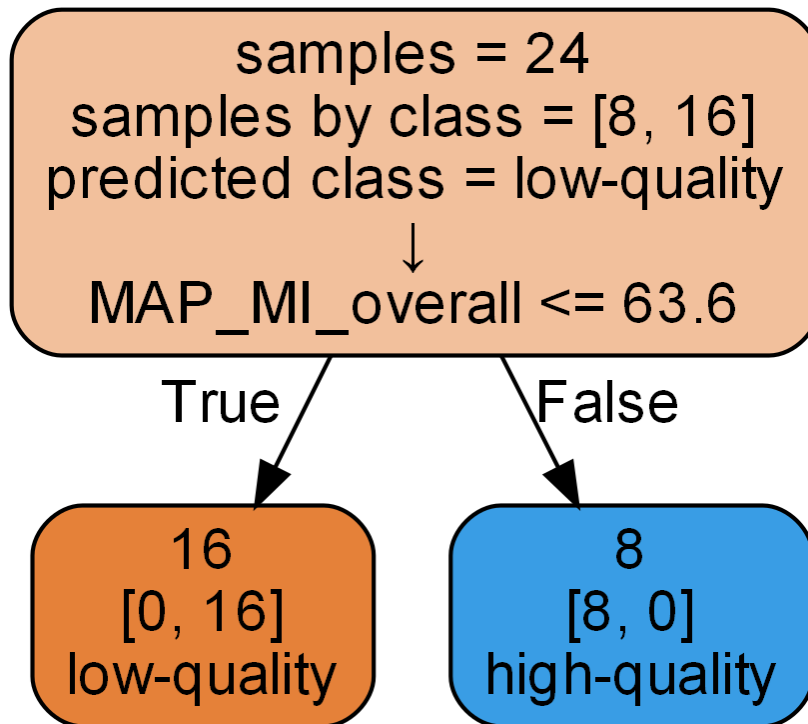 samples = 24
samples by class = [8, 16]
predicted class = low-quality
↓
MAP_MI_overall <= 63.6
True
False
16
[0, 16]
low-quality
8
[8, 0]
high-quality